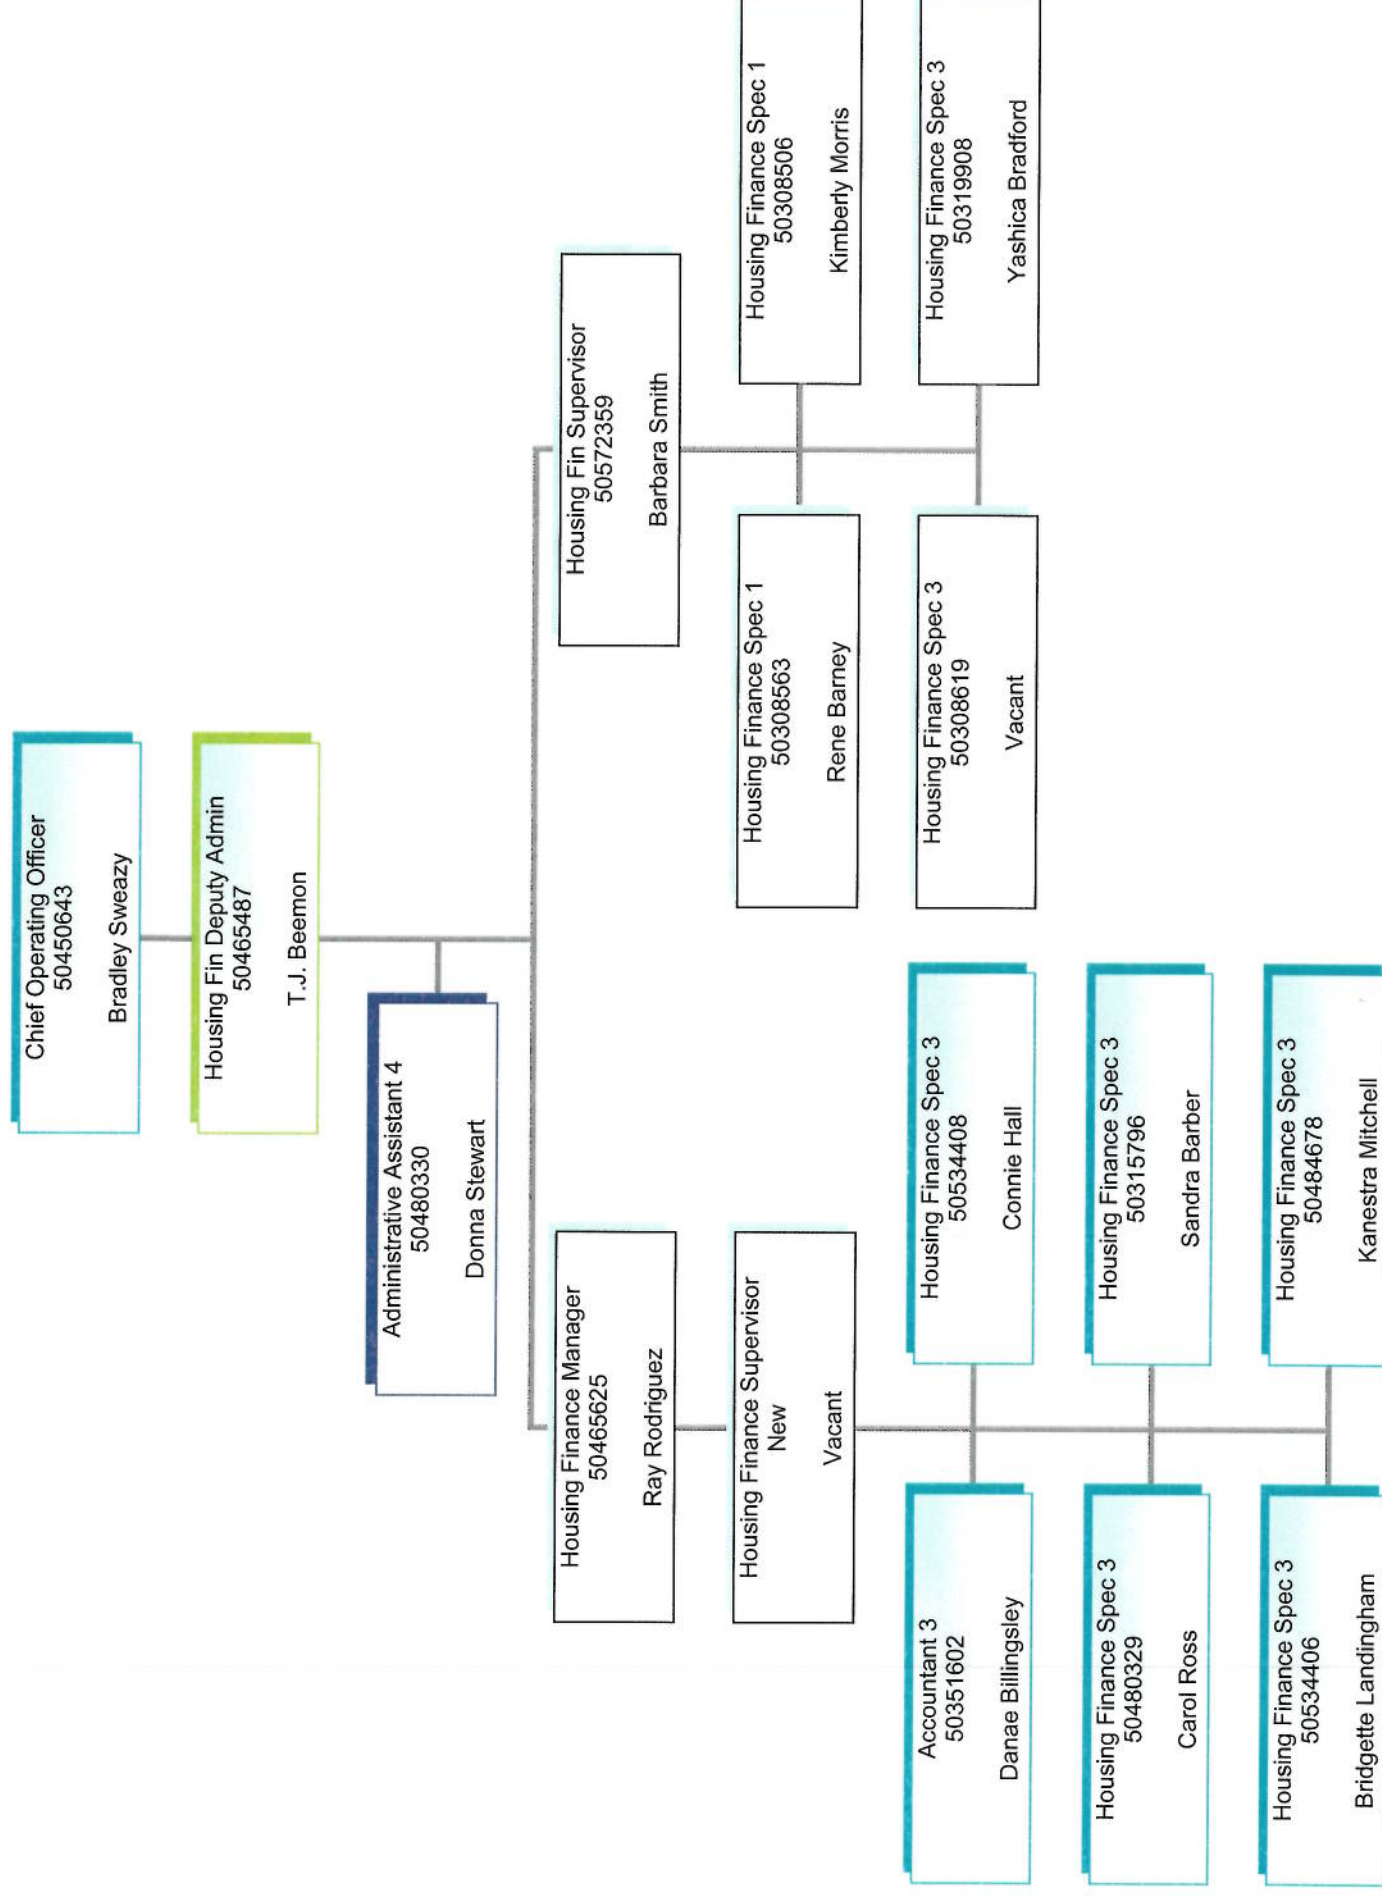 Chief Operating Officer
50450643
Bradley Sweazy
Housing Fin Deputy Admin
50465487
T.J. Beemon
Administrative Assistant 4
50480330
Donna Stewart
Housing Finance Manager
50465625
Ray Rodriguez
Housing Fin Supervisor
50572359
Barbara Smith
Housing Finance Supervisor
New
Vacant
Housing Finance Spec 1
50308563
Rene Barney
Housing Finance Spec 1
50308506
Kimberly Morris
Accountant 3
50351602
Danae Billingsley
Housing Finance Spec 3
50534408
Connie Hall
Housing Finance Spec 3
50308619
Vacant
Housing Finance Spec 3
50319908
Yashica Bradford
Housing Finance Spec 3
50480329
Carol Ross
Housing Finance Spec 3
50315796
Sandra Barber
Housing Finance Spec 3
50534406
Bridgette Landingham
Housing Finance Spec 3
50484678
Kanestra Mitchell